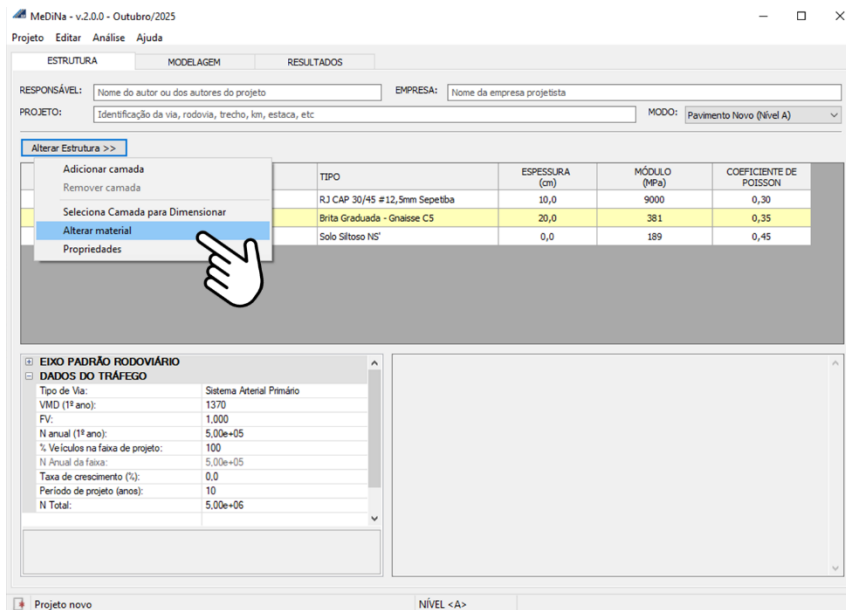 MeDiNa - v.2.0.0 - Outubro/2025
Projeto Editar Análise Ajuda
ESTRUTURA MODELAGEM RESULTADOS
RESPONSÁVEL: Nome do autor ou dos autores do projeto EMPRESA: Nome da empresa projetista
PROJETO: Identificação da via, rodovia, trecho, km, estaca, etc MODO: Pavimento Novo (Nível A)
Alterar Estrutura >>
Adicionar camada
Remover camada
Seleciona Camada para Dimensionar
Alterar material
Propriedades
TIPO ESPESSURA (cm) MÓDULO (MPa) COEFICIENTE DE POISSON
RJ CAP 30/45 #12,5mm Sepetiba 10,0 9000 0,30
Brita Graduada - Gnaisse C5 20,0 381 0,35
Solo Siltoso NS' 0,0 189 0,45
EIXO PADRÃO RODOVIÁRIO
DADOS DO TRÁFEGO
Tipo de Via: Sistema Arterial Primário
VMD (1º ano): 1370
FV: 1,000
N anual (1º ano): 5,00e+05
% Veículos na faixa de projeto: 100
N Anual da faixa: 5,00e+05
Taxa de crescimento (%): 0,0
Período de projeto (anos): 10
N Total: 5,00e+06
Projeto novo NÍVEL <A>